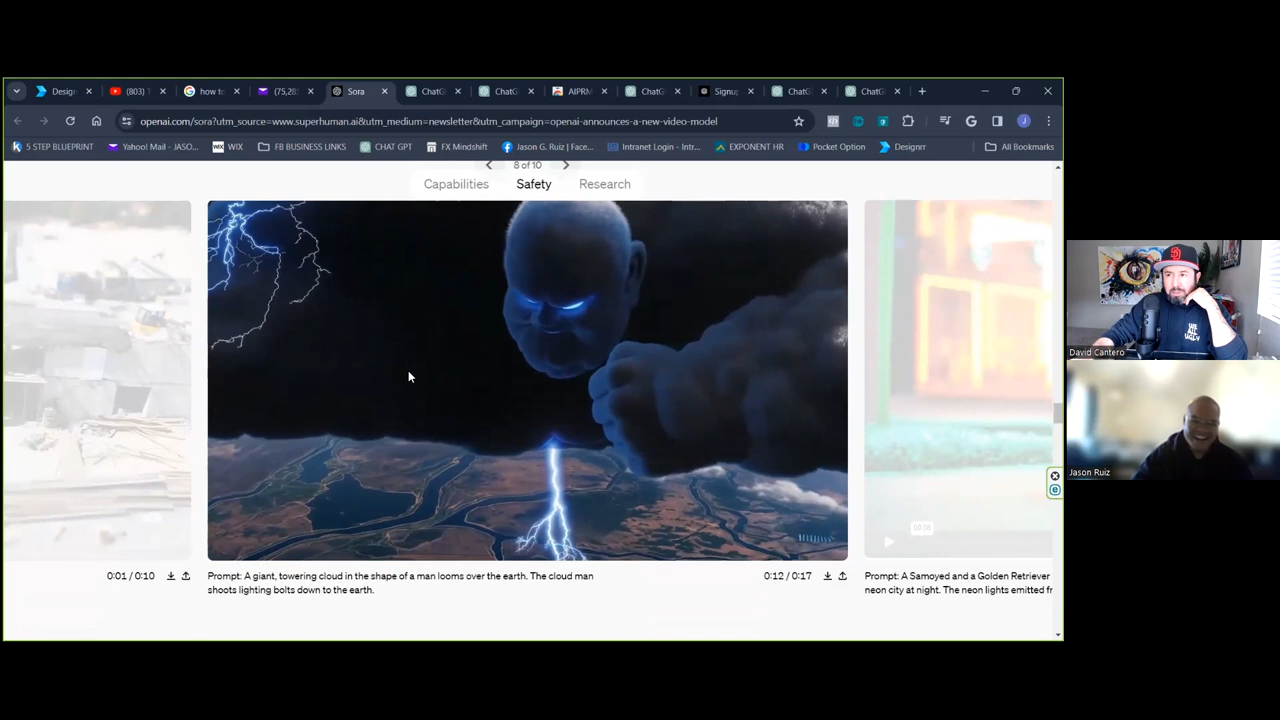 Design
(803)
how to
(75,28
Sora
ChatG
ChatG
AIPRM
ChatG
Signup
ChatG
ChatG
openai.com/sora?utm_source=www.superhuman.ai&utm_medium=newsletter&utm_campaign=openai-announces-a-new-video-model
5 STEP BLUEPRINT
Yahoo! Mail - JASO...
WIX
FB BUSINESS LINKS
CHAT GPT
FX Mindshift
Jason G. Ruiz | Face...
Intranet Login - Intr...
EXPONENT HR
Pocket Option
Designrr
All Bookmarks
8 of 10
Capabilities
Safety
Research
00:08
0:01 / 0:10
Prompt: A giant, towering cloud in the shape of a man looms over the earth. The cloud man
shoots lighting bolts down to the earth.
0:12 / 0:17
Prompt: A Samoyed and a Golden Retriever
neon city at night. The neon lights emitted fr
David Cantero
Jason Ruiz